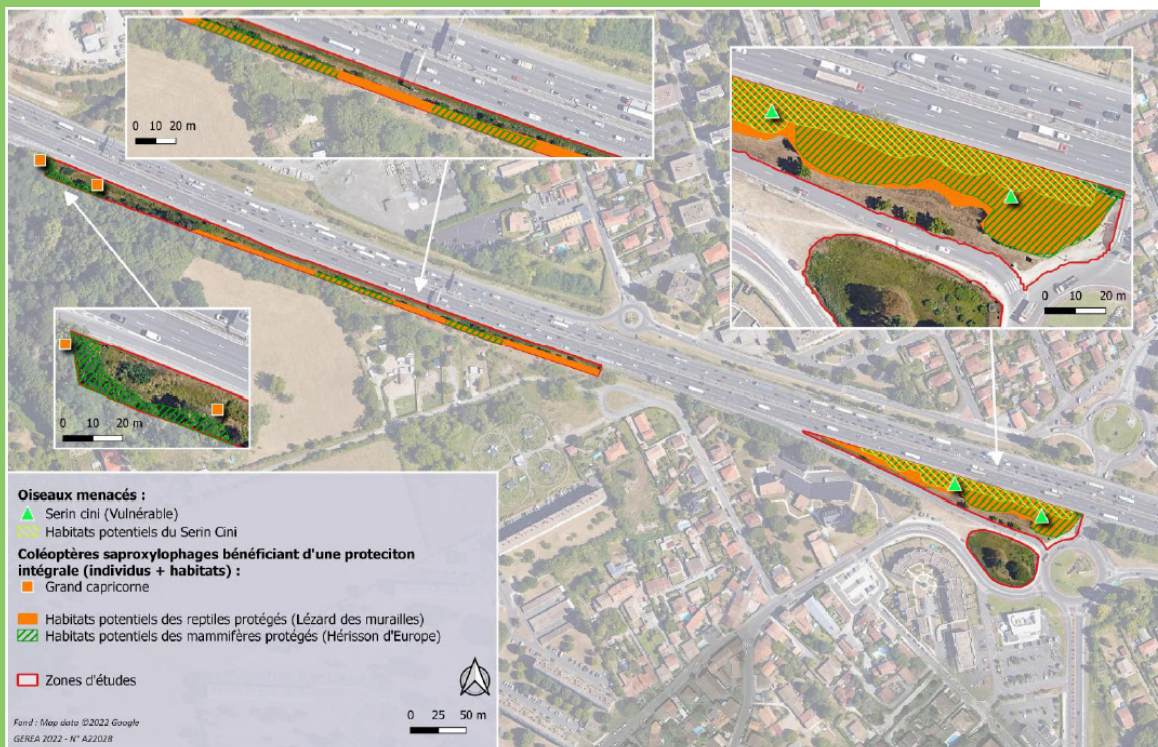 0 10 20 m
0 10 20 m
0 10 20 m
Oiseaux menacés :
Serin cini (Vulnérable)
Habitats potentiels du Serin Cini
Coléoptères saproxylophages bénéficiant d'une proteciton
intégrale (individus + habitats) :
Grand capricorne
Habitats potentiels des reptiles protégés (Lézard des murailles)
Habitats potentiels des mammifères protégés (Hérisson d'Europe)
Zones d'études
0 25 50 m
Fond : Map data ©2022 Google
GEREA 2022 - N° A22028